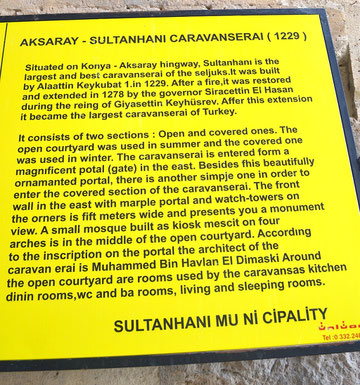 AKSARAY - SULTANHANI CARAVANSERAI ( 1229 )
Situated on Konya - Aksaray hingway, Sultanhani is the
largest and best caravanserai of the seljuks.It was built
by Alaattin Keykubat 1.in 1229. After a fire,it was restored
and extended in 1278 by the governor Siracettin El Hasan
during the reing of Giyasettin Keyhüsrev. Affer this extension
it became the largest caravanserai of Turkey.
It consists of two sections : Open and covered ones. The
open courtyard was used in summer and the covered one
was used in winter. The caravanserai is entered form a
magnıficent potal (gate) in the east. Besides fhis beautifully
ornamanted portal, there is another simpje one in order to
enter the covered section of the caravanserai. The front
wall in the east with marple portal and watch-towers on
the orners is fift meters wide and presents you a monument
view. A small mosque built as kiosk mescit on four
arches is in the middle of the open courtyard. Accordıng
to the inscription on the portal the architect of the
caravan erai is Muhammed Bin Havlan El Dimaski Around
the open courtyard are rooms used by the caravansas kitchen
dinin rooms,wc and ba rooms, living and sleeping rooms.
SULTANHANI MU Nİ CİPALİTY
Tel :0 332.24